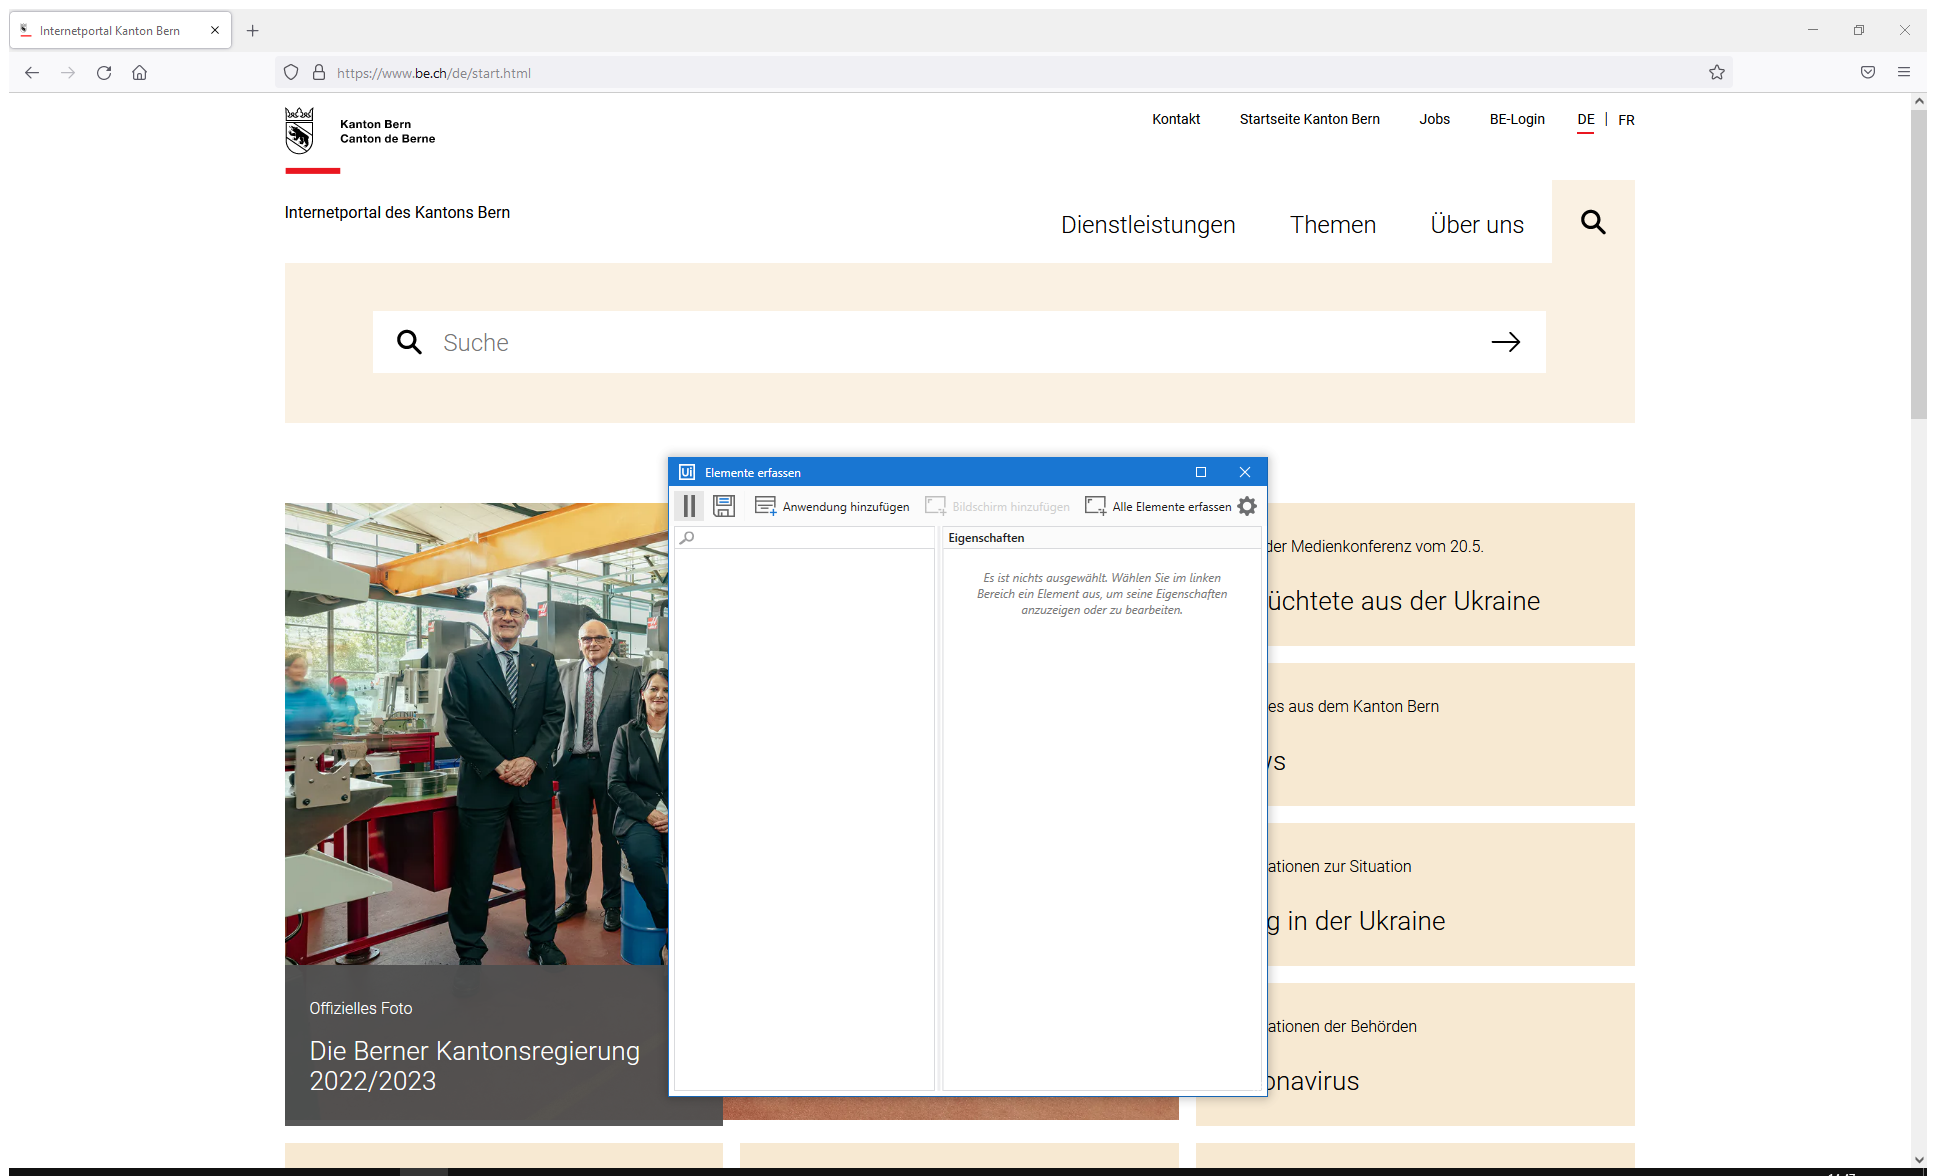 Internetportal Kanton Bern
https://www.be.ch/de/start.html
Kanton Bern
Canton de Berne
Kontakt
Startseite Kanton Bern
Jobs
BE-Login
DE | FR
Internetportal des Kantons Bern
Dienstleistungen
Themen
Über uns
Suche
Ui Elemente erfassen
Anwendung hinzufügen
Bildschirm hinzufügen
Alle Elemente erfassen
Eigenschaften
Es ist nichts ausgewählt. Wählen Sie im linken
Bereich ein Element aus, um seine Eigenschaften
anzuzeigen oder zu bearbeiten.
der Medienkonferenz vom 20.5.
üchtete aus der Ukraine
es aus dem Kanton Bern
ationen zur Situation
g in der Ukraine
ationen der Behörden
onavirus
Offizielles Foto
Die Berner Kantonsregierung
2022/2023